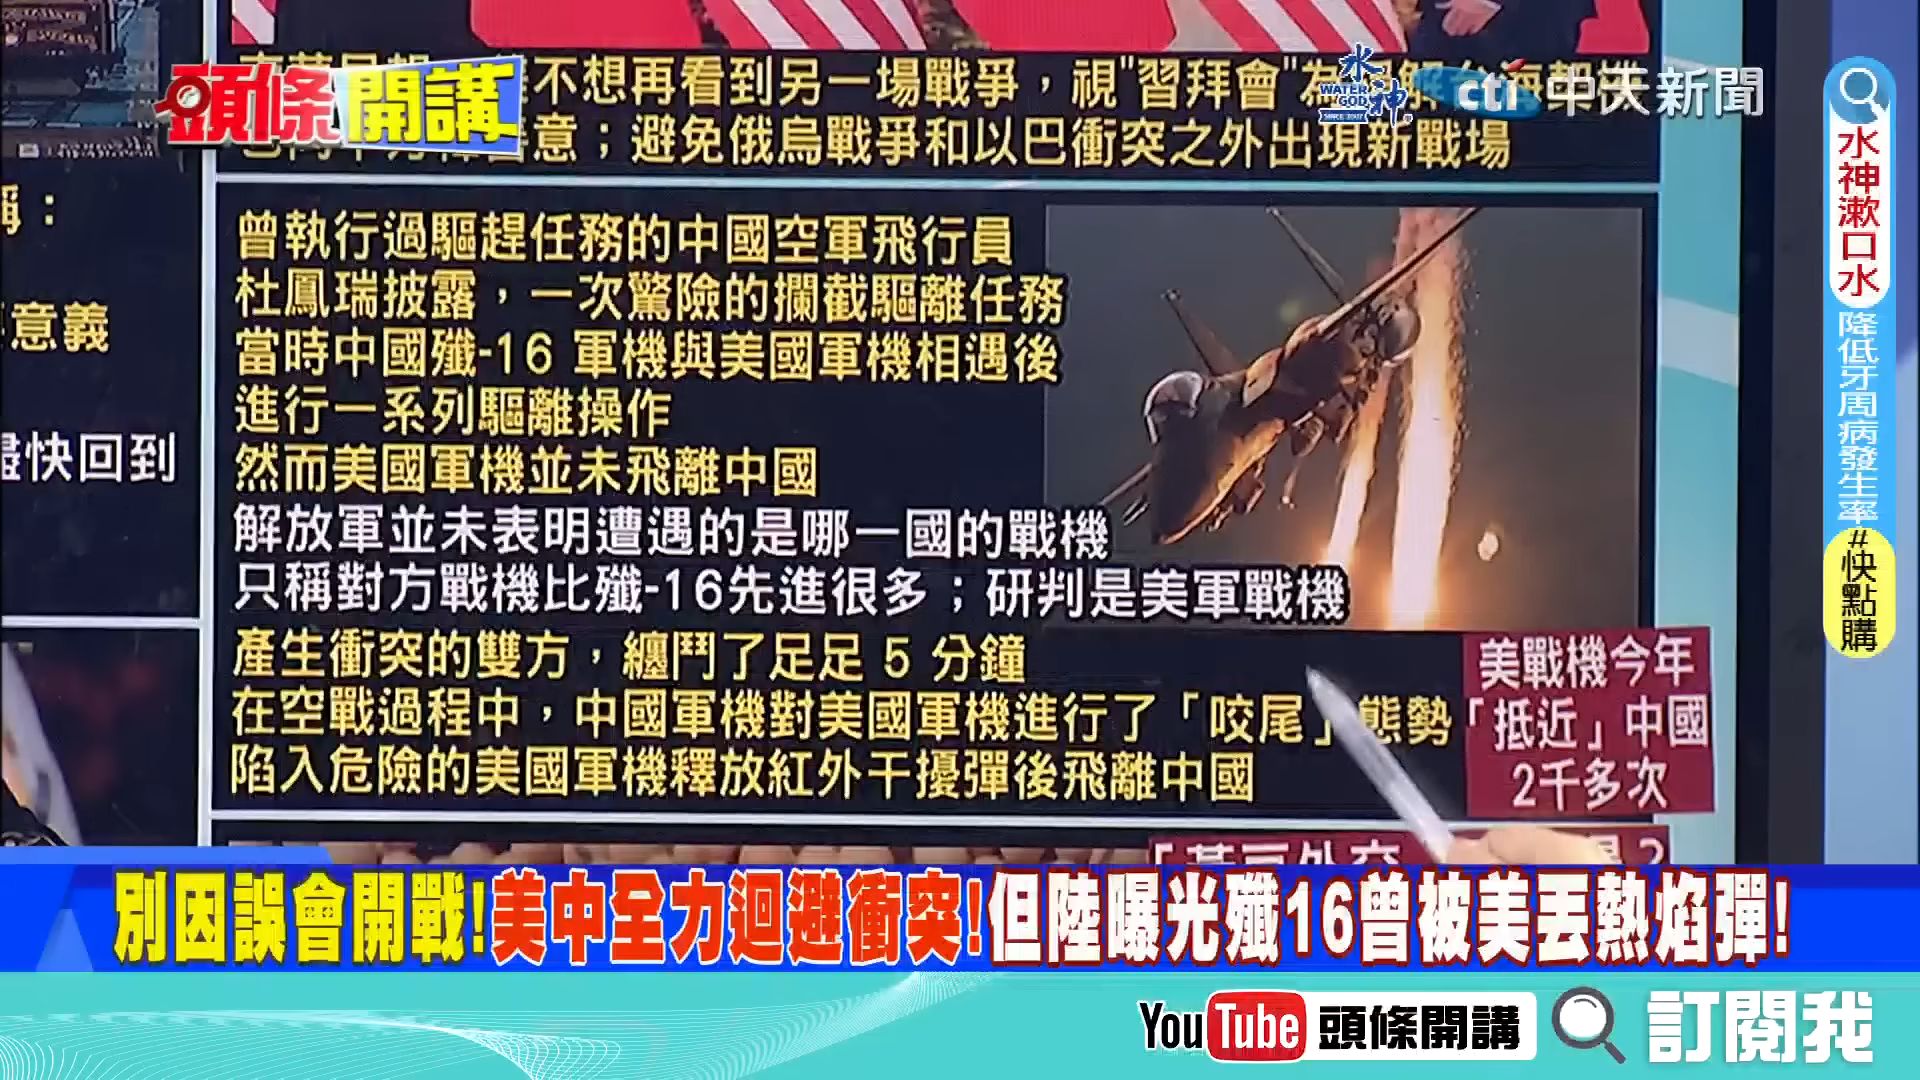 不想再看到另一場戰爭，視"習拜會"為
意；避免俄烏戰爭和以巴衝突之外出現新戰場
頭條開講
水神
WATER GOD
SINCE 2007
cti 中天新聞
：
意義
快回到
曾執行過驅趕任務的中國空軍飛行員
杜鳳瑞披露，一次驚險的攔截驅離任務
當時中國殲-16 軍機與美國軍機相遇後
進行一系列驅離操作
然而美國軍機並未飛離中國
解放軍並未表明遭遇的是哪一國的戰機
只稱對方戰機比殲-16先進很多；研判是美軍戰機
產生衝突的雙方，纏鬥了足足 5 分鐘
在空戰過程中，中國軍機對美國軍機進行了「咬尾」態勢
陷入危險的美國軍機釋放紅外干擾彈後飛離中國
美戰機今年
「抵近」中國
2千多次
水神漱口水
降低牙周病發生率
#快點購
別因誤會開戰!美中全力迴避衝突!但陸曝光殲16曾被美丟熱焰彈!
YouTube 頭條開講
訂閱我